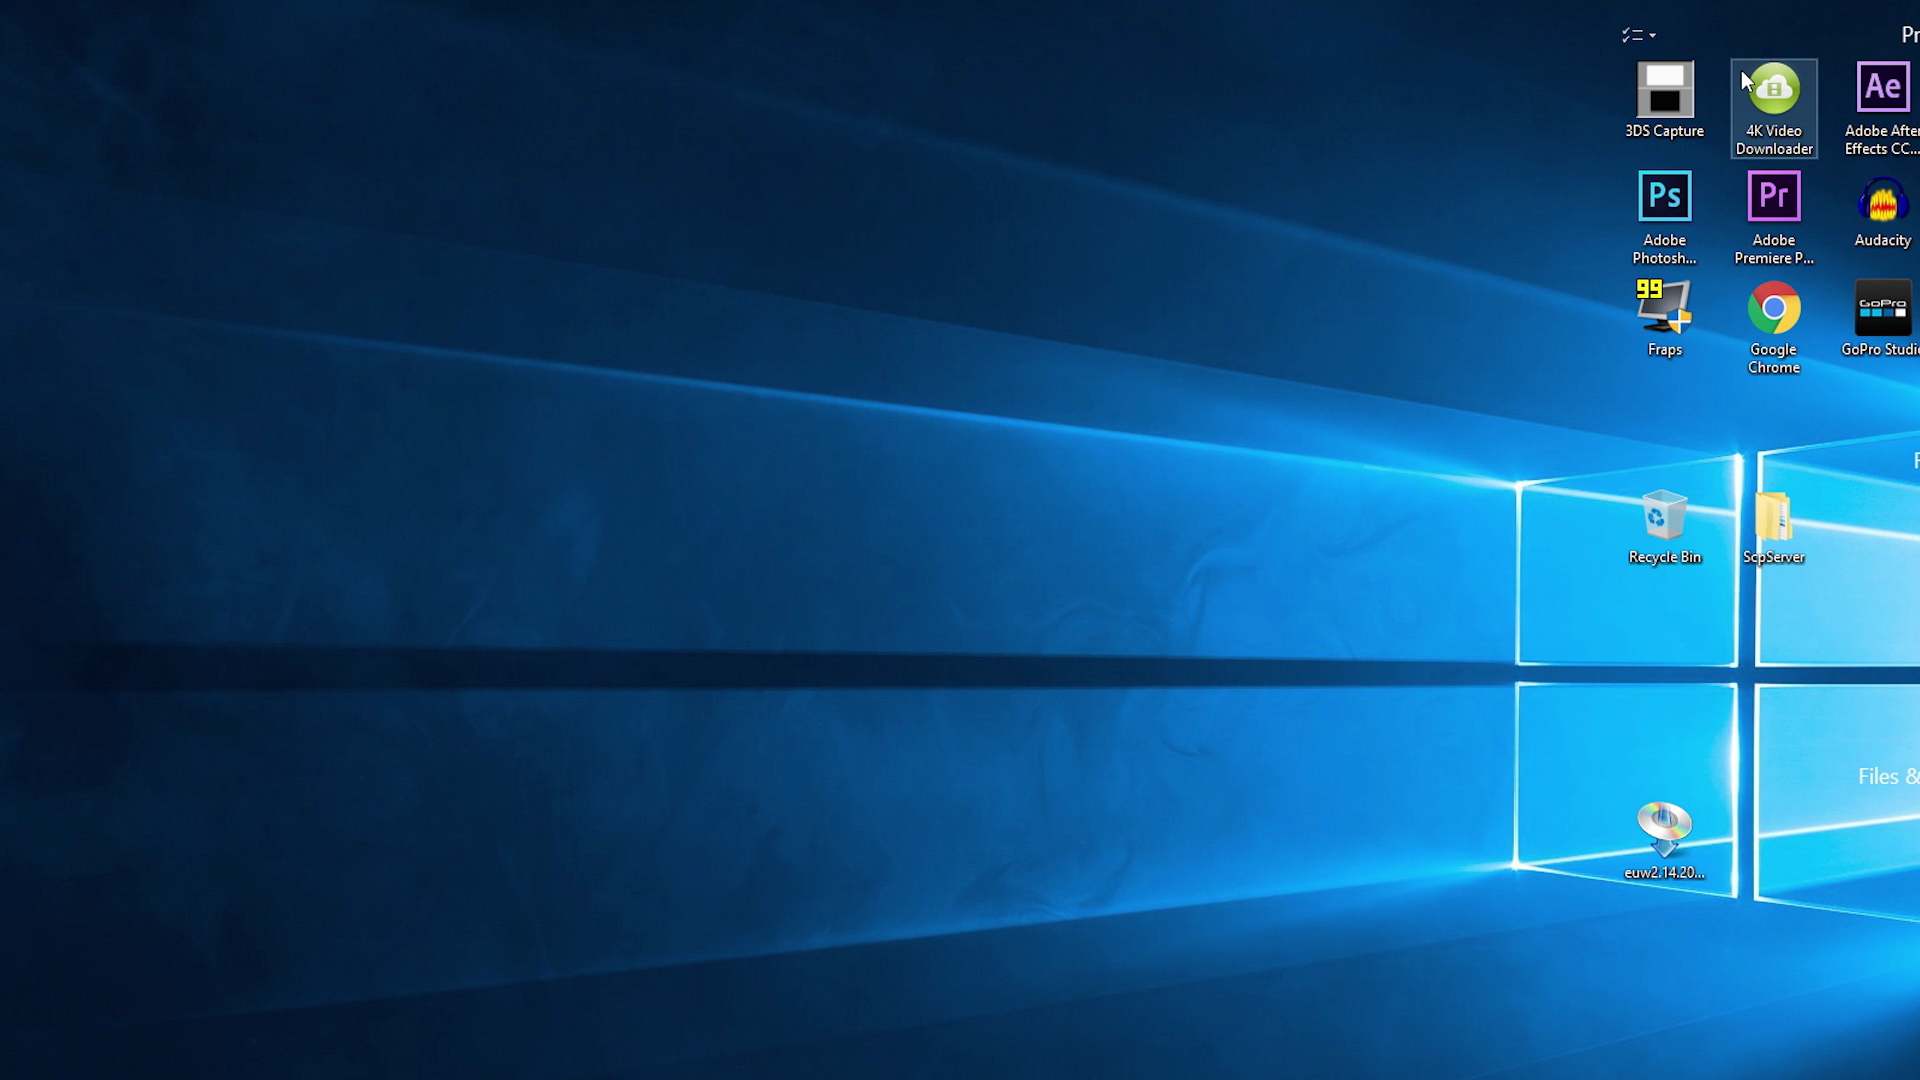 Pr
3DS Capture
4K Video
Downloader
Ae
Adobe After
Effects CC...
Ps
Adobe
Photosh...
Pr
Adobe
Premiere P...
Audacity
99
Fraps
Google
Chrome
GoPro
GoPro Studio
Recycle Bin
ScpServer
Files &
euw2.14.20...